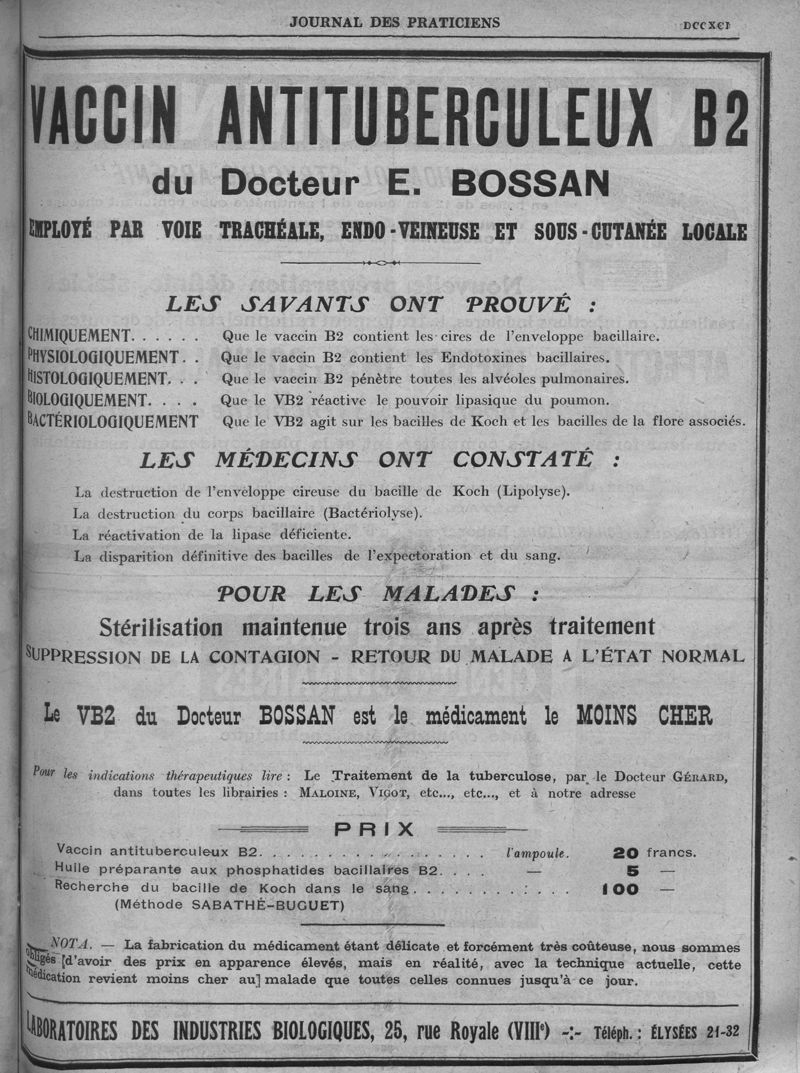 JOURNAL DES PRATICIENS
DCCXCI
VACCIN ANTITUBERCULEUX B2
du Docteur E. BOSSAN
EMPLOYÉ PAR VOIE TRACHÉALE, ENDO-VEINEUSE ET SOUS-CUTANÉE LOCALE
LES SAVANTS ONT PROUVÉ :
CHIMIQUEMENT. . . . . . Que le vaccin B2 contient les cires de l'enveloppe bacillaire.
PHYSIOLOGIQUEMENT. . Que le vaccin B2 contient les Endotoxines bacillaires.
HISTOLOGIQUEMENT. . . Que le vaccin B2 pénètre toutes les alvéoles pulmonaires.
BIOLOGIQUEMENT. . . . Que le VB2 réactive le pouvoir lipasique du poumon.
BACTÉRIOLOGIQUEMENT Que le VB2 agit sur les bacilles de Koch et les bacilles de la flore associés.
LES MÉDECINS ONT CONSTATÉ :
La destruction de l'enveloppe cireuse du bacille de Koch (Lipolyse).
La destruction du corps bacillaire (Bactériolyse).
La réactivation de la lipase déficiente.
La disparition définitive des bacilles de l'expectoration et du sang.
POUR LES MALADES :
Stérilisation maintenue trois ans après traitement
SUPPRESSION DE LA CONTAGION - RETOUR DU MALADE A L'ÉTAT NORMAL
Le VB2 du Docteur BOSSAN est le médicament le MOINS CHER
Pour les indications thérapeutiques lire : Le Traitement de la tuberculose, par le Docteur GÉRARD,
dans toutes les librairies : MALOINE, VIGOT, etc..., etc..., et à notre adresse
PRIX
Vaccin antituberculeux B2. . . . . . . . . . . . . . . . . . l'ampoule. 20 francs.
Huile préparante aux phosphatides bacillaires B2. . . . — 5 —
Recherche du bacille de Koch dans le sang. . . . . . . . . . 100 —
(Méthode SABATHÉ-BUGUET)
NOTA. — La fabrication du médicament étant délicate et forcément très coûteuse, nous sommes
obligés [d'avoir des prix en apparence élevés, mais en réalité, avec la technique actuelle, cette
médication revient moins cher au] malade que toutes celles connues jusqu'à ce jour.
LABORATOIRES DES INDUSTRIES BIOLOGIQUES, 25, rue Royale (VIIIe) -:- Téléph. : ÉLYSÉES 21-32